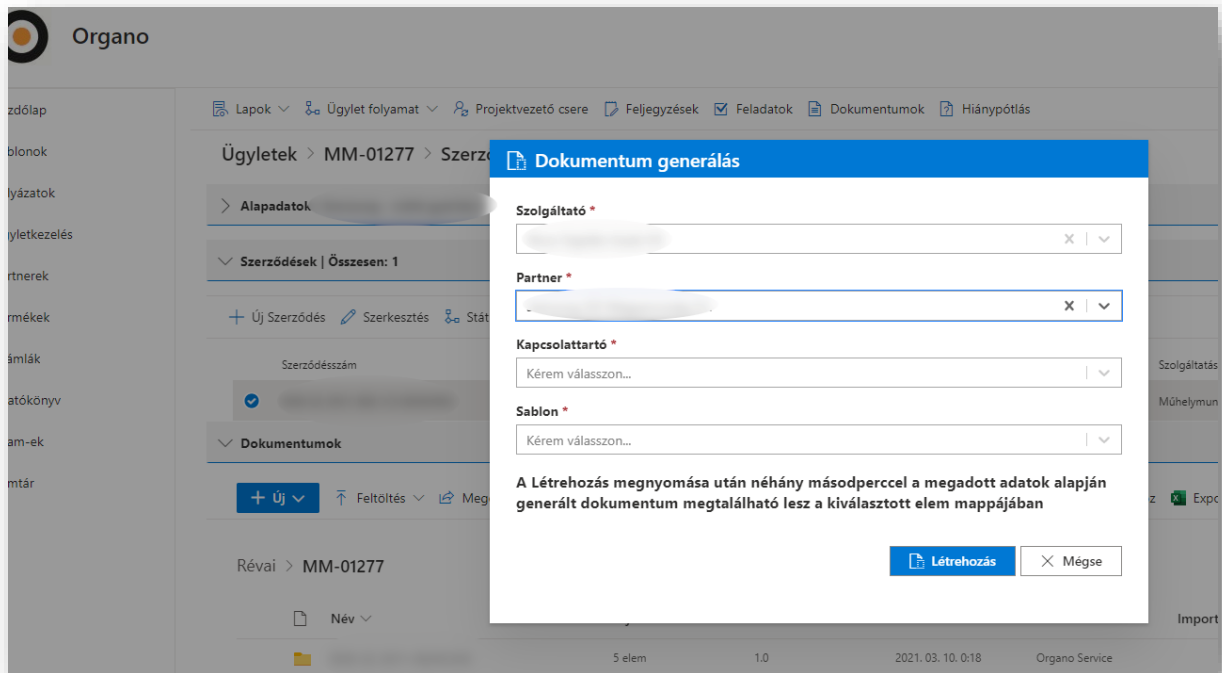 Organo
zdőlap
Lapok Ügylet folyamat Projektvezető csere Feljegyzések Feladatok Dokumentumok Hiánypótlás
blonok
Ügyletek > MM-01277 > Szerző
Dokumentum generálás
lyázatok
Alapadatok
Szolgáltató *
yletkezelés
Szerződések | Összesen: 1
rtnerek
Partner *
rmékek
Új Szerződés Szerkesztés Stát
Kapcsolattartó *
ámlák
Szerződésszám
Szolgáltatás
Kérem válasszon...
atókönyv
Műhelymun
Sablon *
am-ek
Dokumentumok
Kérem válasszon...
mtár
A Létrehozás megnyomása után néhány másodperccel a megadott adatok alapján
generált dokumentum megtalálható lesz a kiválasztott elem mappájában
Új Feltöltés Mego
z Expo
Révai > MM-01277
Létrehozás Mégse
Név
Import
5 elem 1.0 2021. 03. 10. 0:18 Organo Service